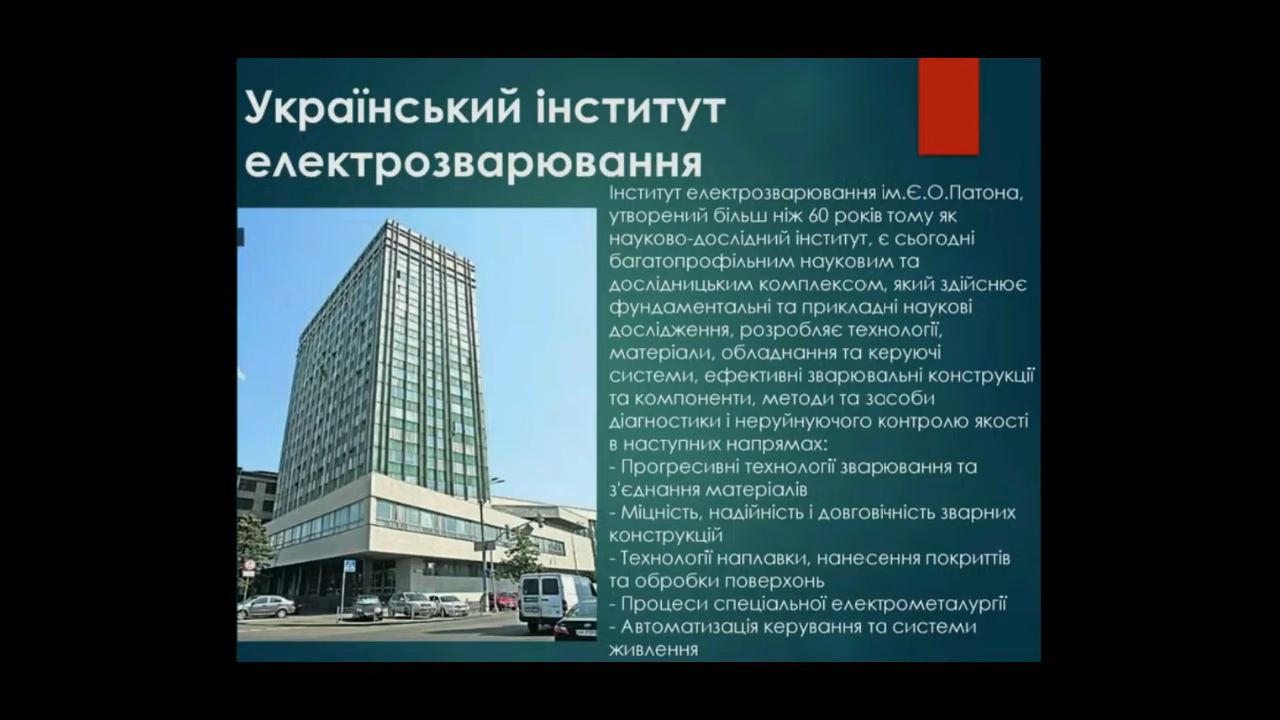 Український інститут
електрозварювання
Інститут електрозварювання ім.Є.О.Патона,
утворений більш ніж 60 років тому як
науково-дослідний інститут, є сьогодні
багатопрофільним науковим та
дослідницьким комплексом, який здійснює
фундаментальні та прикладні наукові
дослідження, розробляє технології,
матеріали, обладнання та керуючі
системи, ефективні зварювальні конструкції
та компоненти, методи та засоби
діагностики і неруйнуючого контролю якості
в наступних напрямах:
- Прогресивні технології зварювання та
з'єднання матеріалів
- Міцність, надійність і довговічність зварних
конструкцій
- Технології наплавки, нанесення покриттів
та обробки поверхонь
- Процеси спеціальної електрометалургії
- Автоматизація керування та системи
живлення